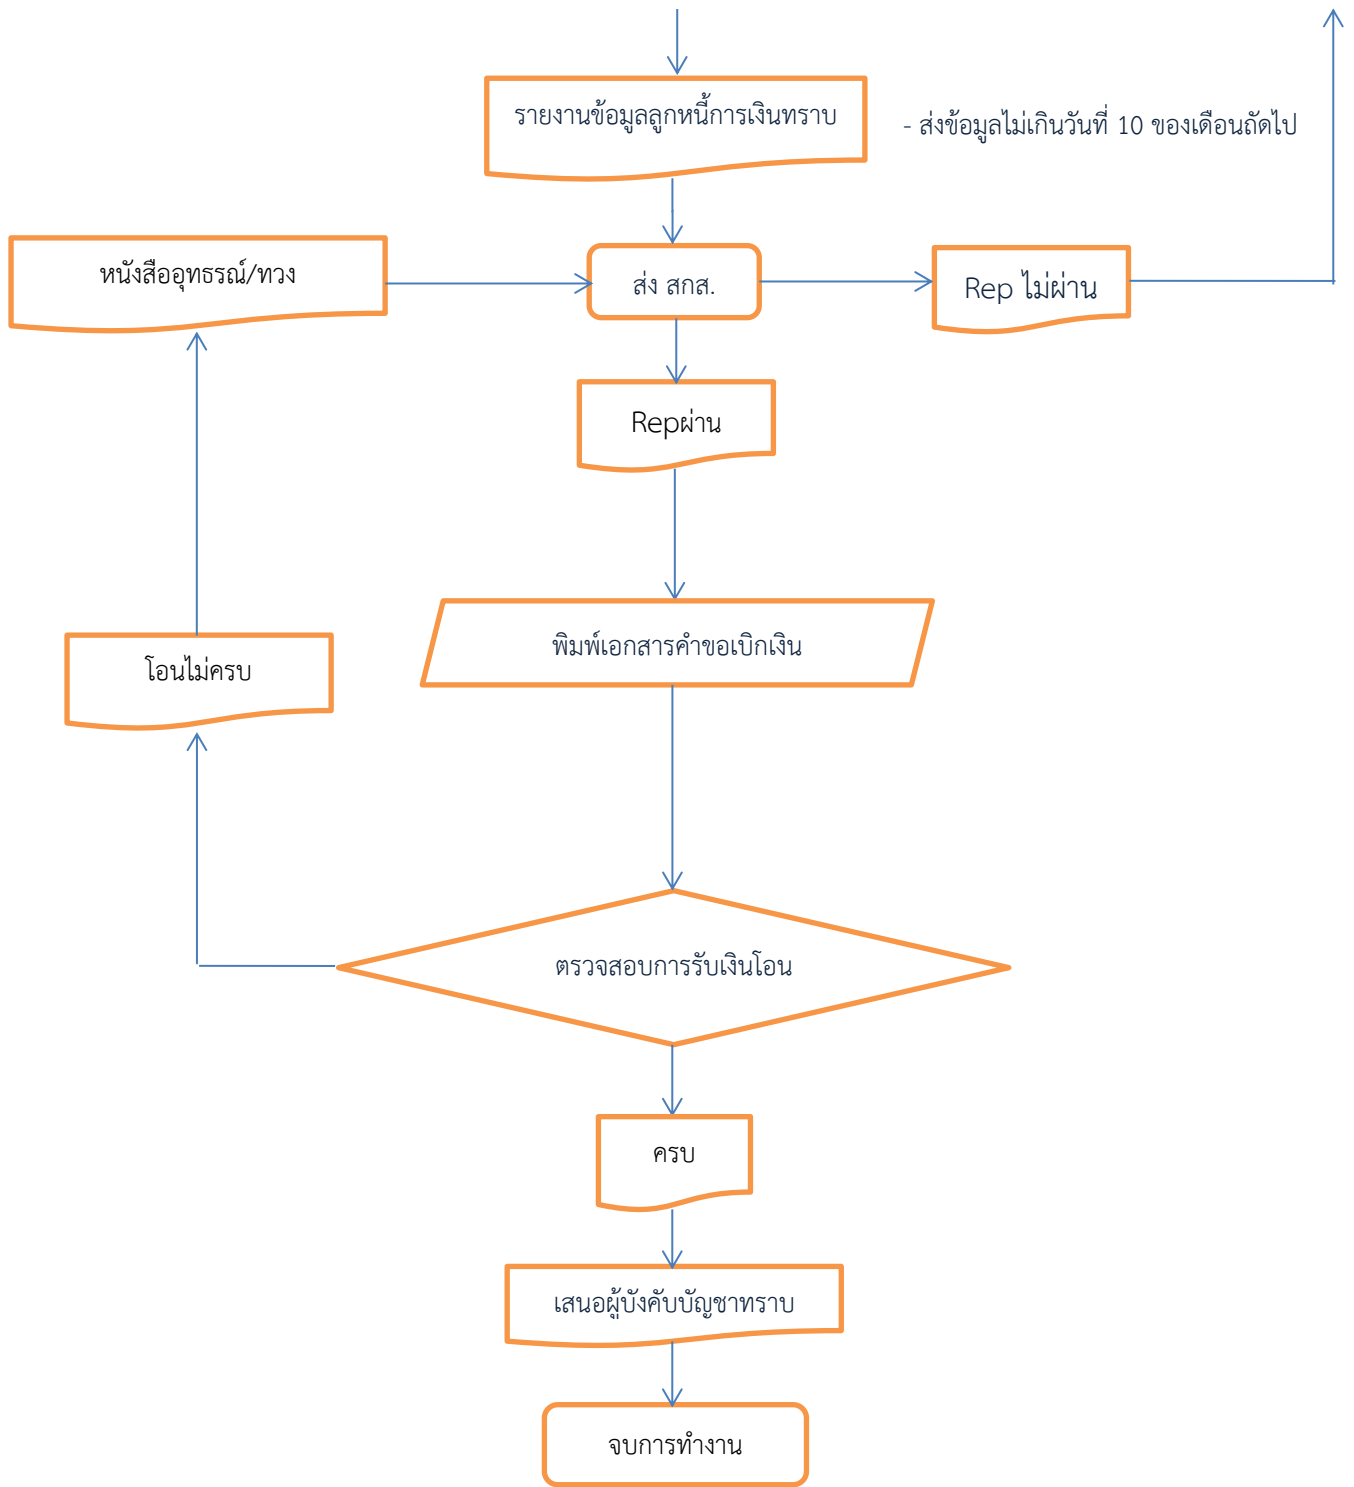 รายงานข้อมูลลูกหนี้การเงินทราบ
- ส่งข้อมูลไม่เกินวันที่ 10 ของเดือนถัดไป
หนังสืออุทธรณ์/ทวง
ส่ง สกส.
Rep ไม่ผ่าน
Repผ่าน
พิมพ์เอกสารคำขอเบิกเงิน
โอนไม่ครบ
ตรวจสอบการรับเงินโอน
ครบ
เสนอผู้บังคับบัญชาทราบ
จบการทำงาน